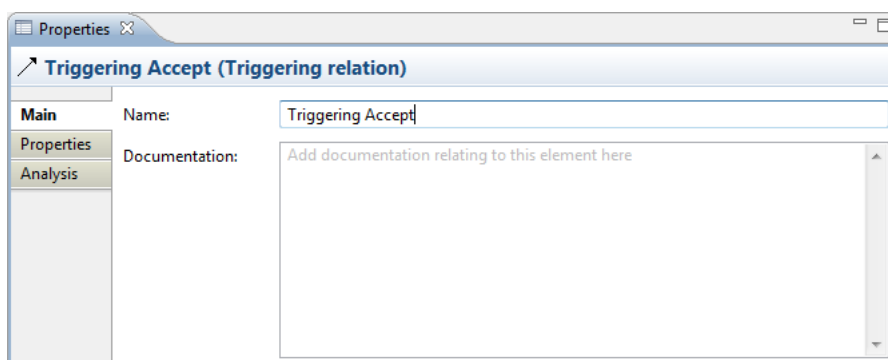 Properties
Triggering Accept (Triggering relation)
Main
Name:
Triggering Accept
Properties
Documentation:
Add documentation relating to this element here
Analysis